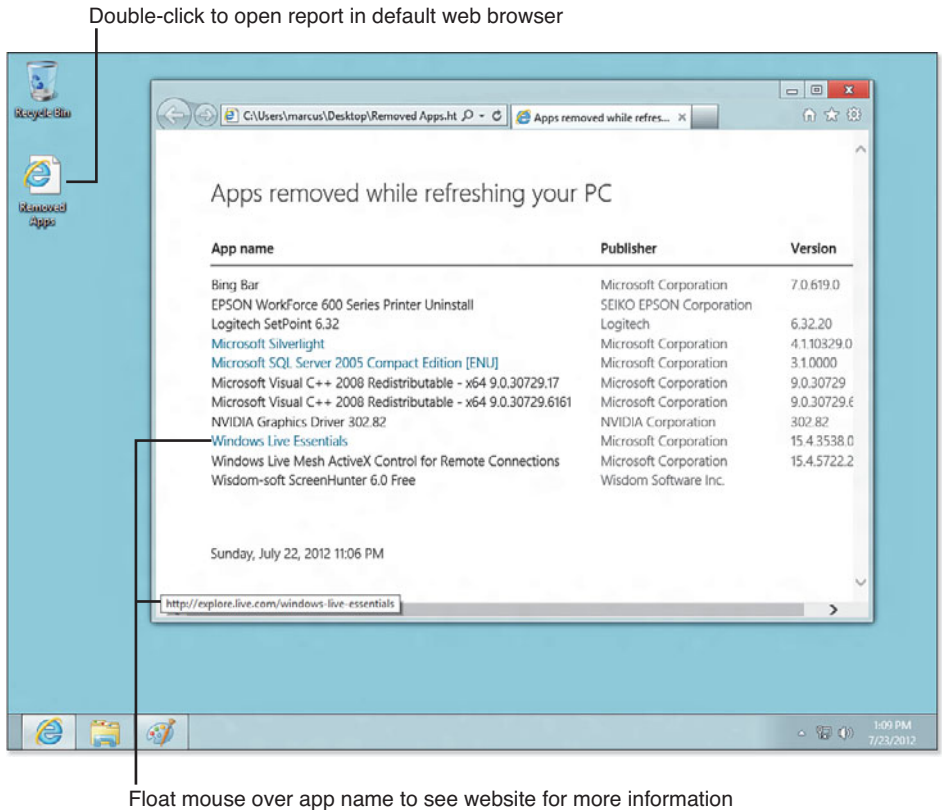 Double-click to open report in default web browser
Recycle Bin
C:\Users\marcus\Desktop\Removed Apps.ht
Apps removed while refres...
Removed
Apps
Apps removed while refreshing your PC
App name Publisher Version
Bing Bar Microsoft Corporation 7.0.619.0
EPSON WorkForce 600 Series Printer Uninstall SEIKO EPSON Corporation
Logitech SetPoint 6.32 Logitech 6.32.20
Microsoft Silverlight Microsoft Corporation 4.1.10329.0
Microsoft SQL Server 2005 Compact Edition [ENU] Microsoft Corporation 3.1.0000
Microsoft Visual C++ 2008 Redistributable - x64 9.0.30729.17 Microsoft Corporation 9.0.30729
Microsoft Visual C++ 2008 Redistributable - x64 9.0.30729.6161 Microsoft Corporation 9.0.30729.6
NVIDIA Graphics Driver 302.82 NVIDIA Corporation 302.82
Windows Live Essentials Microsoft Corporation 15.4.3538.0
Windows Live Mesh ActiveX Control for Remote Connections Microsoft Corporation 15.4.5722.2
Wisdom-soft ScreenHunter 6.0 Free Wisdom Software Inc.
Sunday, July 22, 2012 11:06 PM
http://explore.live.com/windows-live-essentials
1:09 PM
7/23/2012
Float mouse over app name to see website for more information